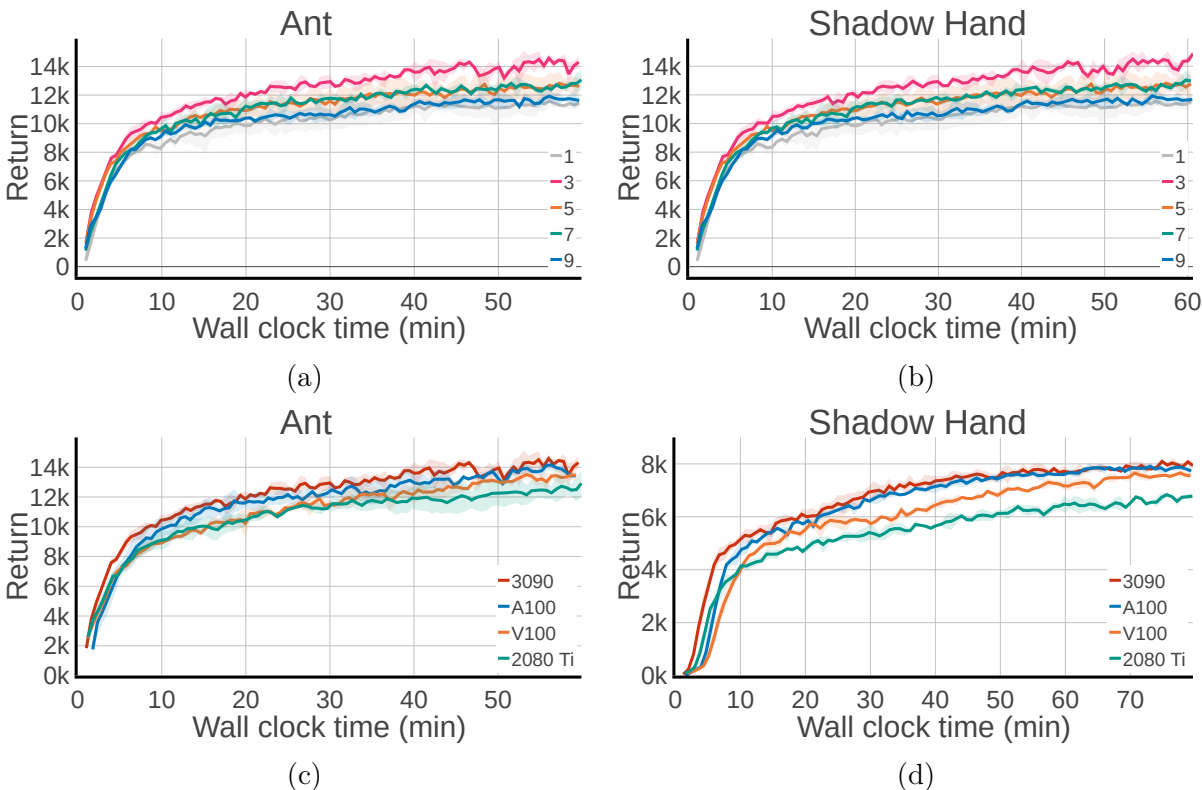 Ant
Return
14k
12k
10k
8k
6k
4k
2k
0
1
3
5
7
9
0 10 20 30 40 50
Wall clock time (min)
(a)
Shadow Hand
Return
14k
12k
10k
8k
6k
4k
2k
0
1
3
5
7
9
0 10 20 30 40 50 60
Wall clock time (min)
(b)
Ant
Return
14k
12k
10k
8k
6k
4k
2k
0k
3090
A100
V100
2080 Ti
0 10 20 30 40 50
Wall clock time (min)
(c)
Shadow Hand
Return
8k
6k
4k
2k
0k
3090
A100
V100
2080 Ti
0 10 20 30 40 50 60 70
Wall clock time (min)
(d)